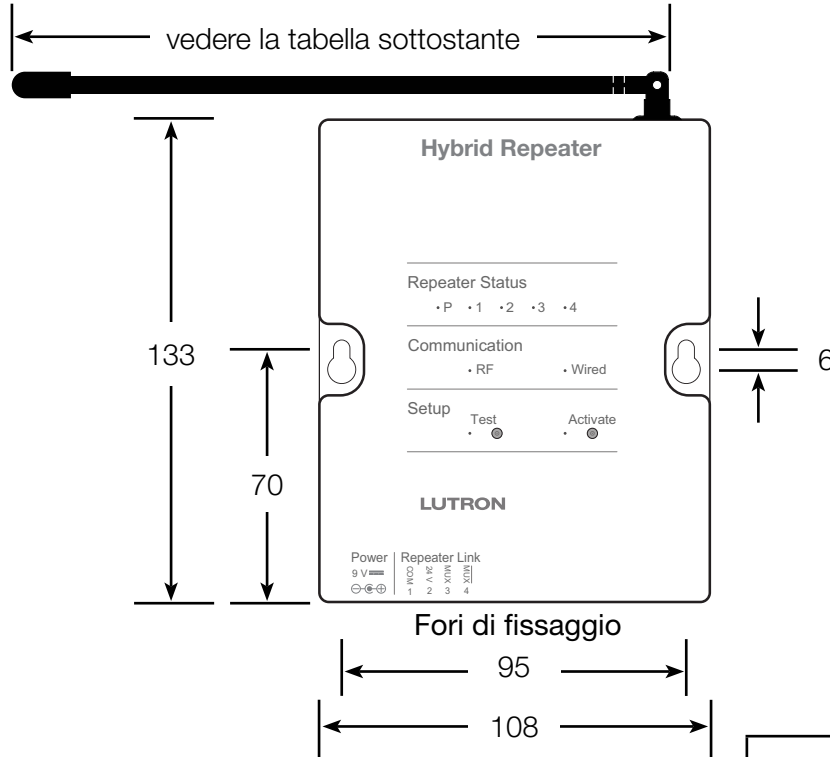 vedere la tabella sottostante
Hybrid Repeater
Repeater Status
•P •1 •2 •3 •4
Communication
•RF •Wired
Setup
Test Activate
133
6
70
LUTRON
Power Repeater Link
9 V
COM 24 V MUX MUX
1 2 3 4
Fori di fissaggio
95
108